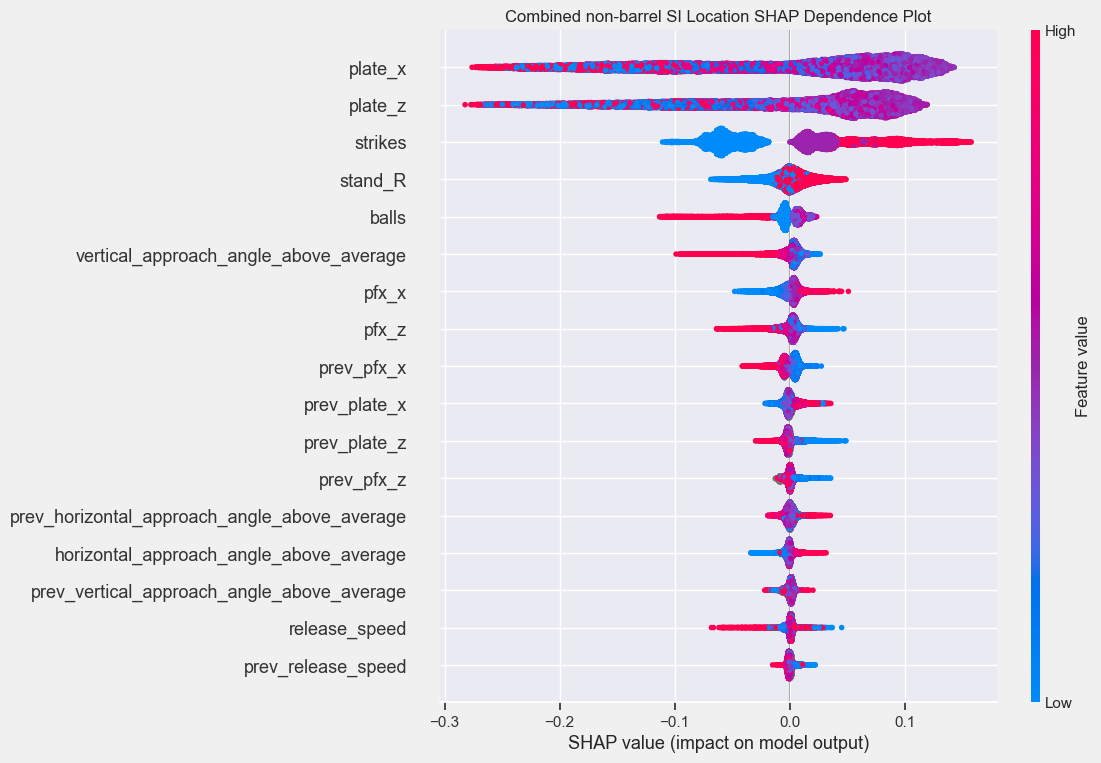 Combined non-barrel SI Location SHAP Dependence Plot
High
plate_x
plate_z
strikes
stand_R
balls
vertical_approach_angle_above_average
pfx_x
pfx_z
prev_pfx_x
prev_plate_x
prev_plate_z
prev_pfx_z
prev_horizontal_approach_angle_above_average
horizontal_approach_angle_above_average
prev_vertical_approach_angle_above_average
release_speed
prev_release_speed
Feature value
Low
−0.3 −0.2 −0.1 0.0 0.1
SHAP value (impact on model output)